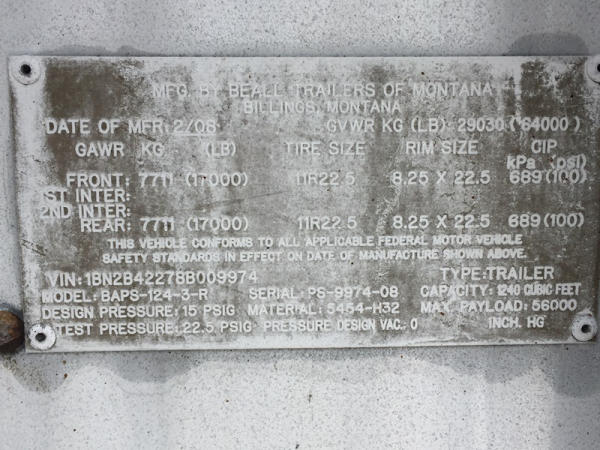 MFG. BY BEALL TRAILERS OF MONTANA
BILLINGS, MONTANA
DATE OF MFR: 2/08 GVWR KG (LB): 29030 (64000)
GAWR KG (LB) TIRE SIZE RIM SIZE CIP
kPa (psi)
FRONT: 7711 (17000) 11R22.5 8.25 X 22.5 689 (100)
1ST INTER:
2ND INTER:
REAR: 7711 (17000) 11R22.5 8.25 X 22.5 689 (100)
THIS VEHICLE CONFORMS TO ALL APPLICABLE FEDERAL MOTOR VEHICLE
SAFETY STANDARDS IN EFFECT ON DATE OF MANUFACTURE SHOWN ABOVE.
VIN: 1BN2B42278B009974 TYPE: TRAILER
MODEL: BAPS-124-3-R SERIAL: PS-9974-08 CAPACITY: 1240 CUBIC FEET
DESIGN PRESSURE: 15 PSIG MATERIAL: 5454-H32 MAX. PAYLOAD: 56000
TEST PRESSURE: 22.5 PSIG PRESSURE DESIGN VAC.: 0 INCH. HG